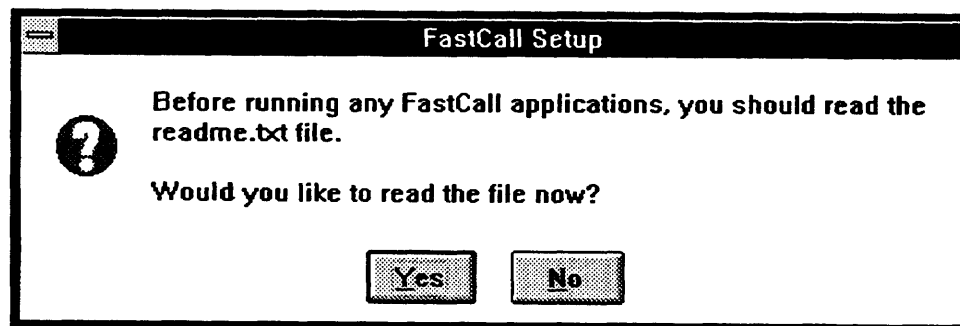 FastCall Setup
Before running any FastCall applications, you should read the
readme.txt file.
Would you like to read the file now?
Yes No